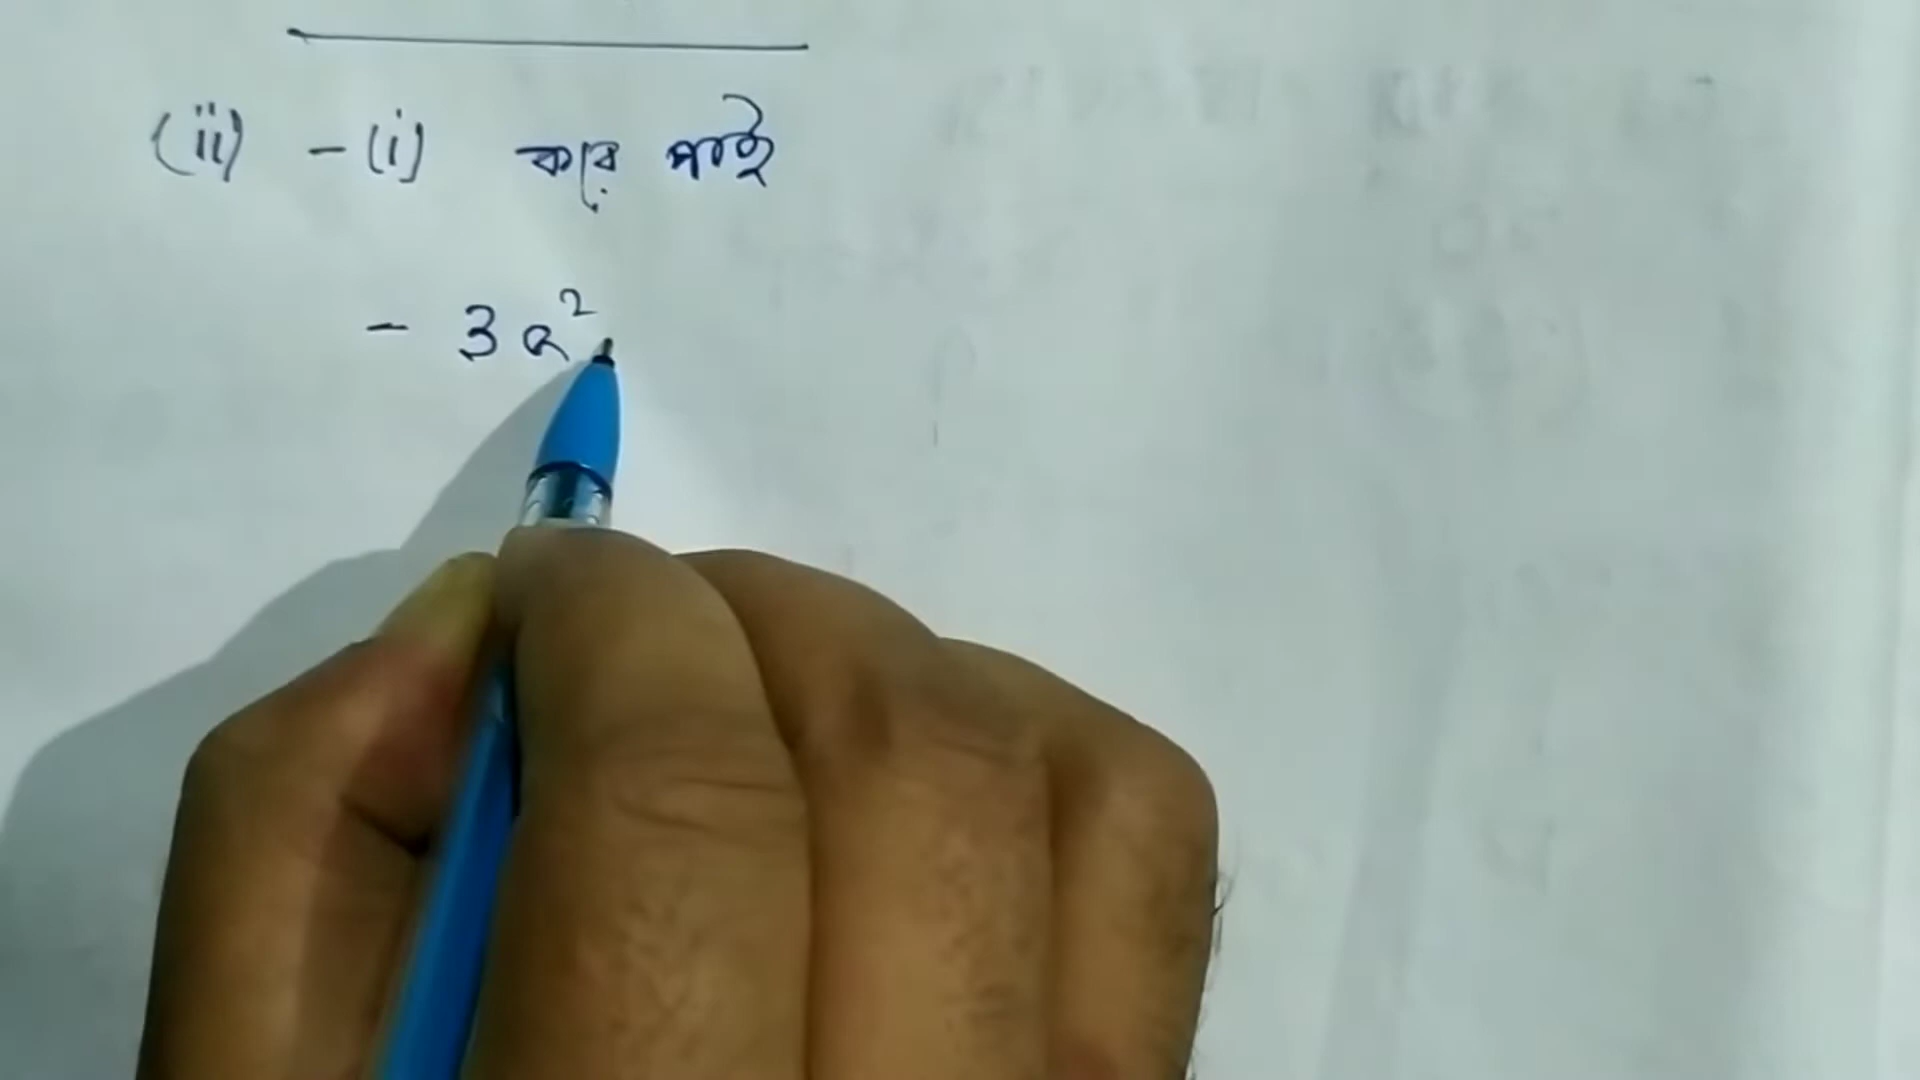 (ii) - (i) করে পাই
- 3a²